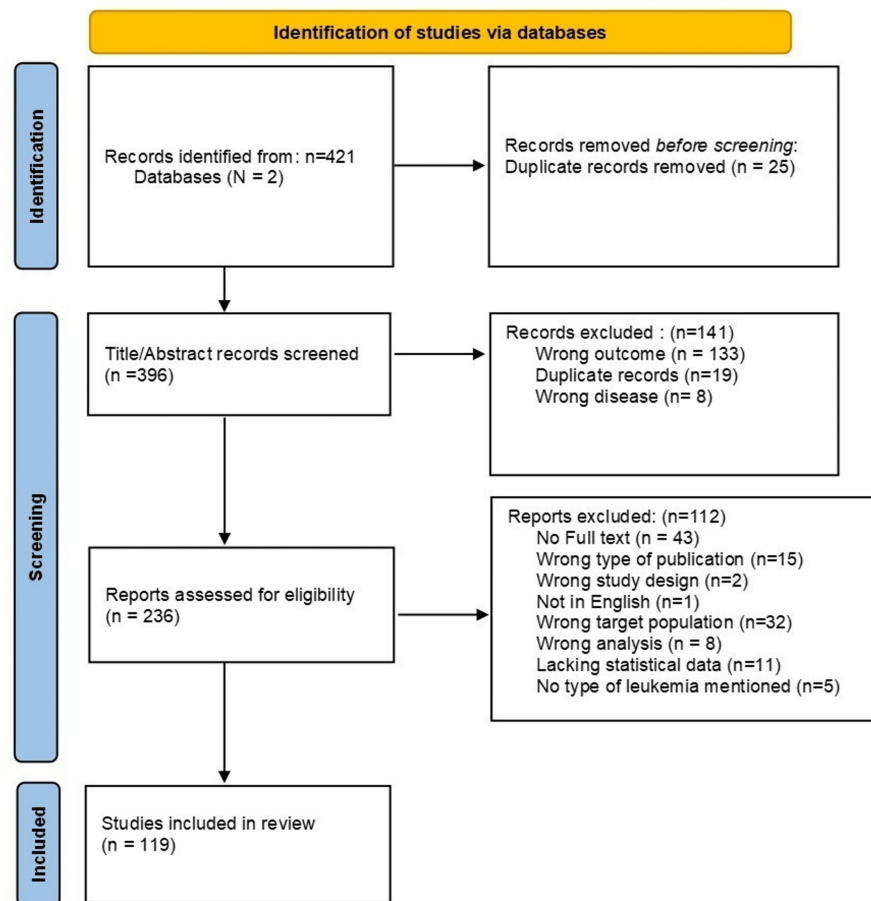 Identification of studies via databases
Identification
Records identified from: n=421
Databases (N = 2)
Records removed before screening:
Duplicate records removed (n = 25)
Screening
Title/Abstract records screened
(n =396)
Records excluded : (n=141)
Wrong outcome (n = 133)
Duplicate records (n=19)
Wrong disease (n= 8)
Reports assessed for eligibility
(n = 236)
Reports excluded: (n=112)
No Full text (n = 43)
Wrong type of publication (n=15)
Wrong study design (n=2)
Not in English (n=1)
Wrong target population (n=32)
Wrong analysis (n = 8)
Lacking statistical data (n=11)
No type of leukemia mentioned (n=5)
Included
Studies included in review
(n = 119)